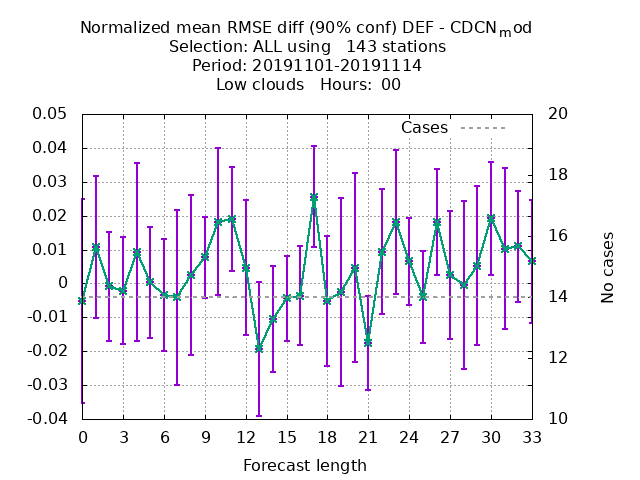 Normalized mean RMSE diff (90% conf) DEF - CDCNmod
Selection: ALL using 143 stations
Period: 20191101-20191114
Low clouds Hours: 00
0.05
0.04
0.03
0.02
0.01
0
-0.01
-0.02
-0.03
-0.04
Cases
20
18
16
14
12
10
No cases
0 3 6 9 12 15 18 21 24 27 30 33
Forecast length